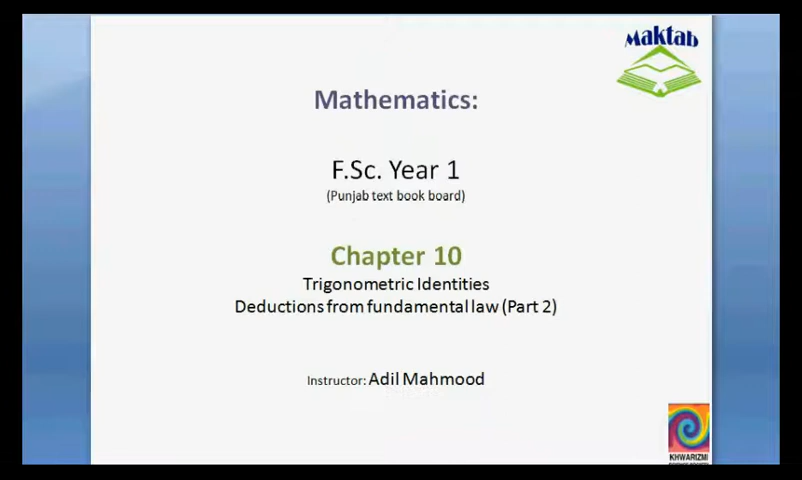 Maktab
Mathematics:
F.Sc. Year 1
(Punjab text book board)
Chapter 10
Trigonometric Identities
Deductions from fundamental law (Part 2)
Instructor: Adil Mahmood
KHWARIZMI